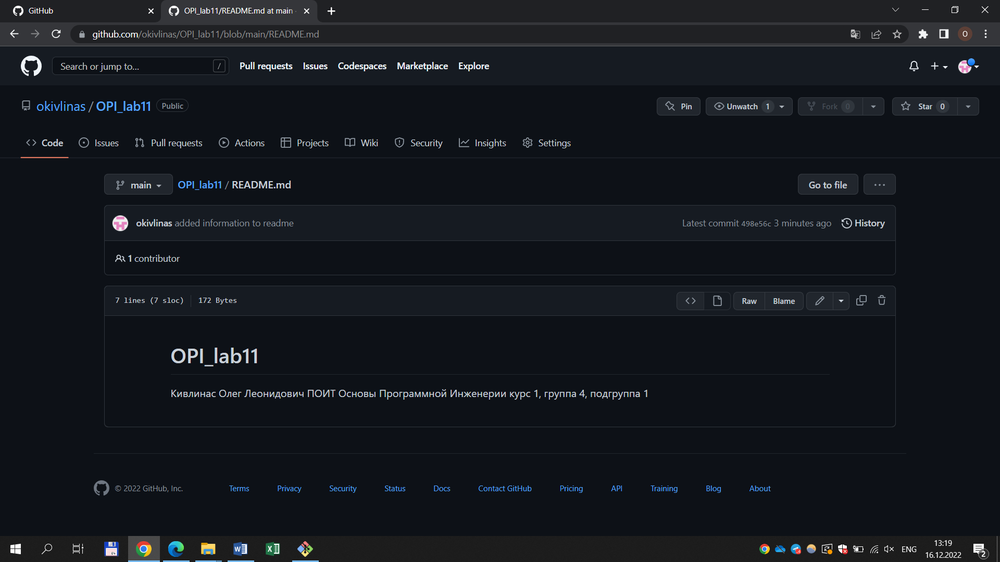 GitHub
OPI_lab11/README.md at main
github.com/okivlinas/OPI_lab11/blob/main/README.md
O
Search or jump to...
/
Pull requests Issues Codespaces Marketplace Explore
okivlinas / OPI_lab11 Public
Pin Unwatch 1 Fork 0 Star 0
Code Issues Pull requests Actions Projects Wiki Security Insights Settings
main OPI_lab11 / README.md Go to file
okivlinas added information to readme Latest commit 498e56c 3 minutes ago History
1 contributor
7 lines (7 sloc) 172 Bytes Raw Blame
OPI_lab11
Кивлинас Олег Леонидович ПОИТ Основы Программной Инженерии курс 1, группа 4, подгруппа 1
© 2022 GitHub, Inc. Terms Privacy Security Status Docs Contact GitHub Pricing API Training Blog About
64
ENG
13:19
16.12.2022
2